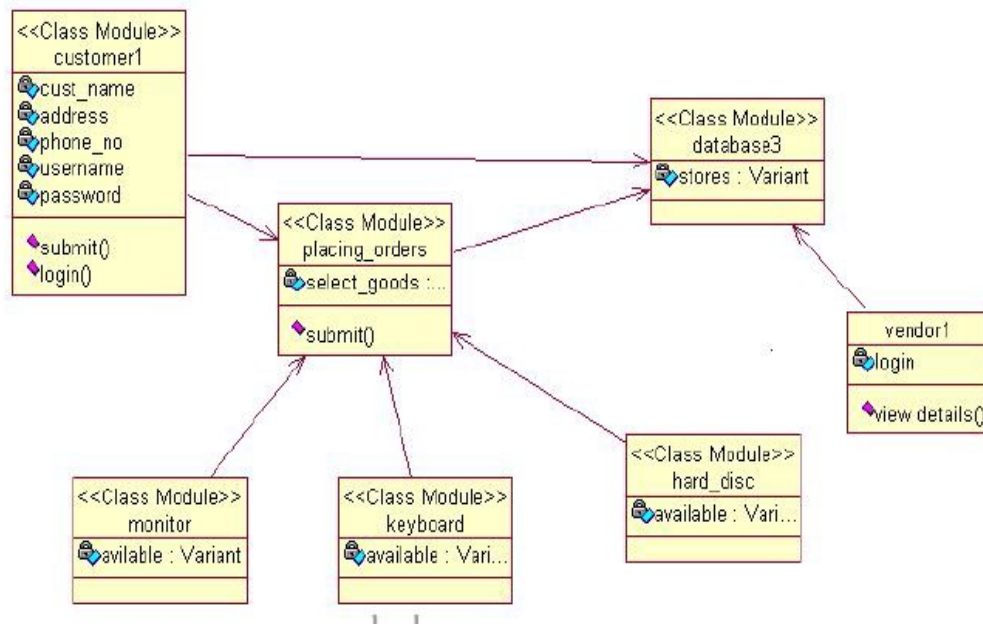 <<Class Module>>
customer1
cust_name
address
phone_no
username
password
submit()
login()
<<Class Module>>
database3
stores : Variant
<<Class Module>>
placing_orders
select_goods :...
submit()
vendor1
login
view details()
<<Class Module>>
monitor
avilable : Variant
<<Class Module>>
keyboard
available : Vari...
<<Class Module>>
hard_disc
available : Vari...